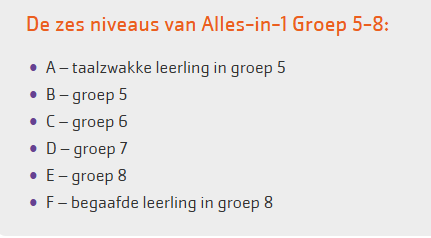 De zes niveaus van Alles-in-1 Groep 5-8:
• A – taalzwakke leerling in groep 5
• B – groep 5
• C – groep 6
• D – groep 7
• E – groep 8
• F – begaafde leerling in groep 8